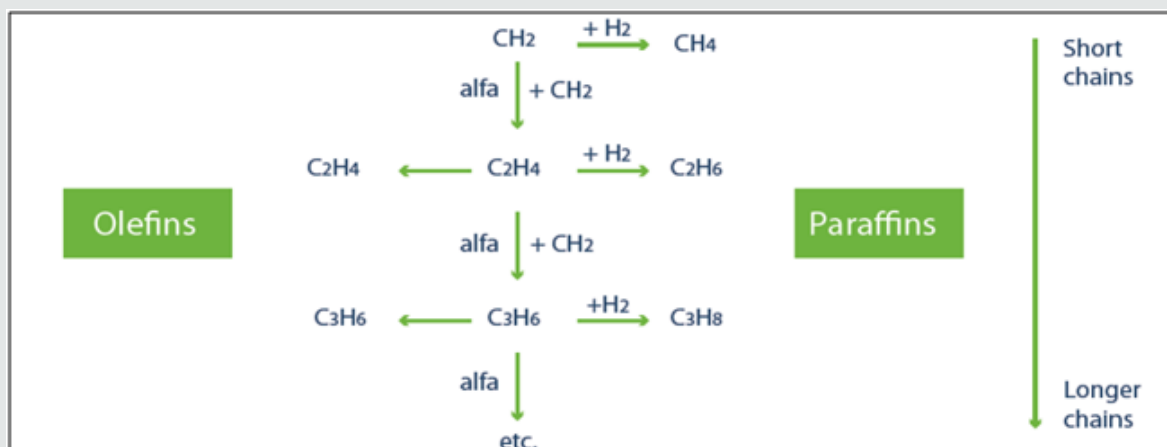 CH2 + H2 CH4
Short
chains
alfa + CH2
C2H4 C2H4 + H2 C2H6
Olefins
Paraffins
alfa + CH2
C3H6 C3H6 +H2 C3H8
alfa
Longer
chains
etc.